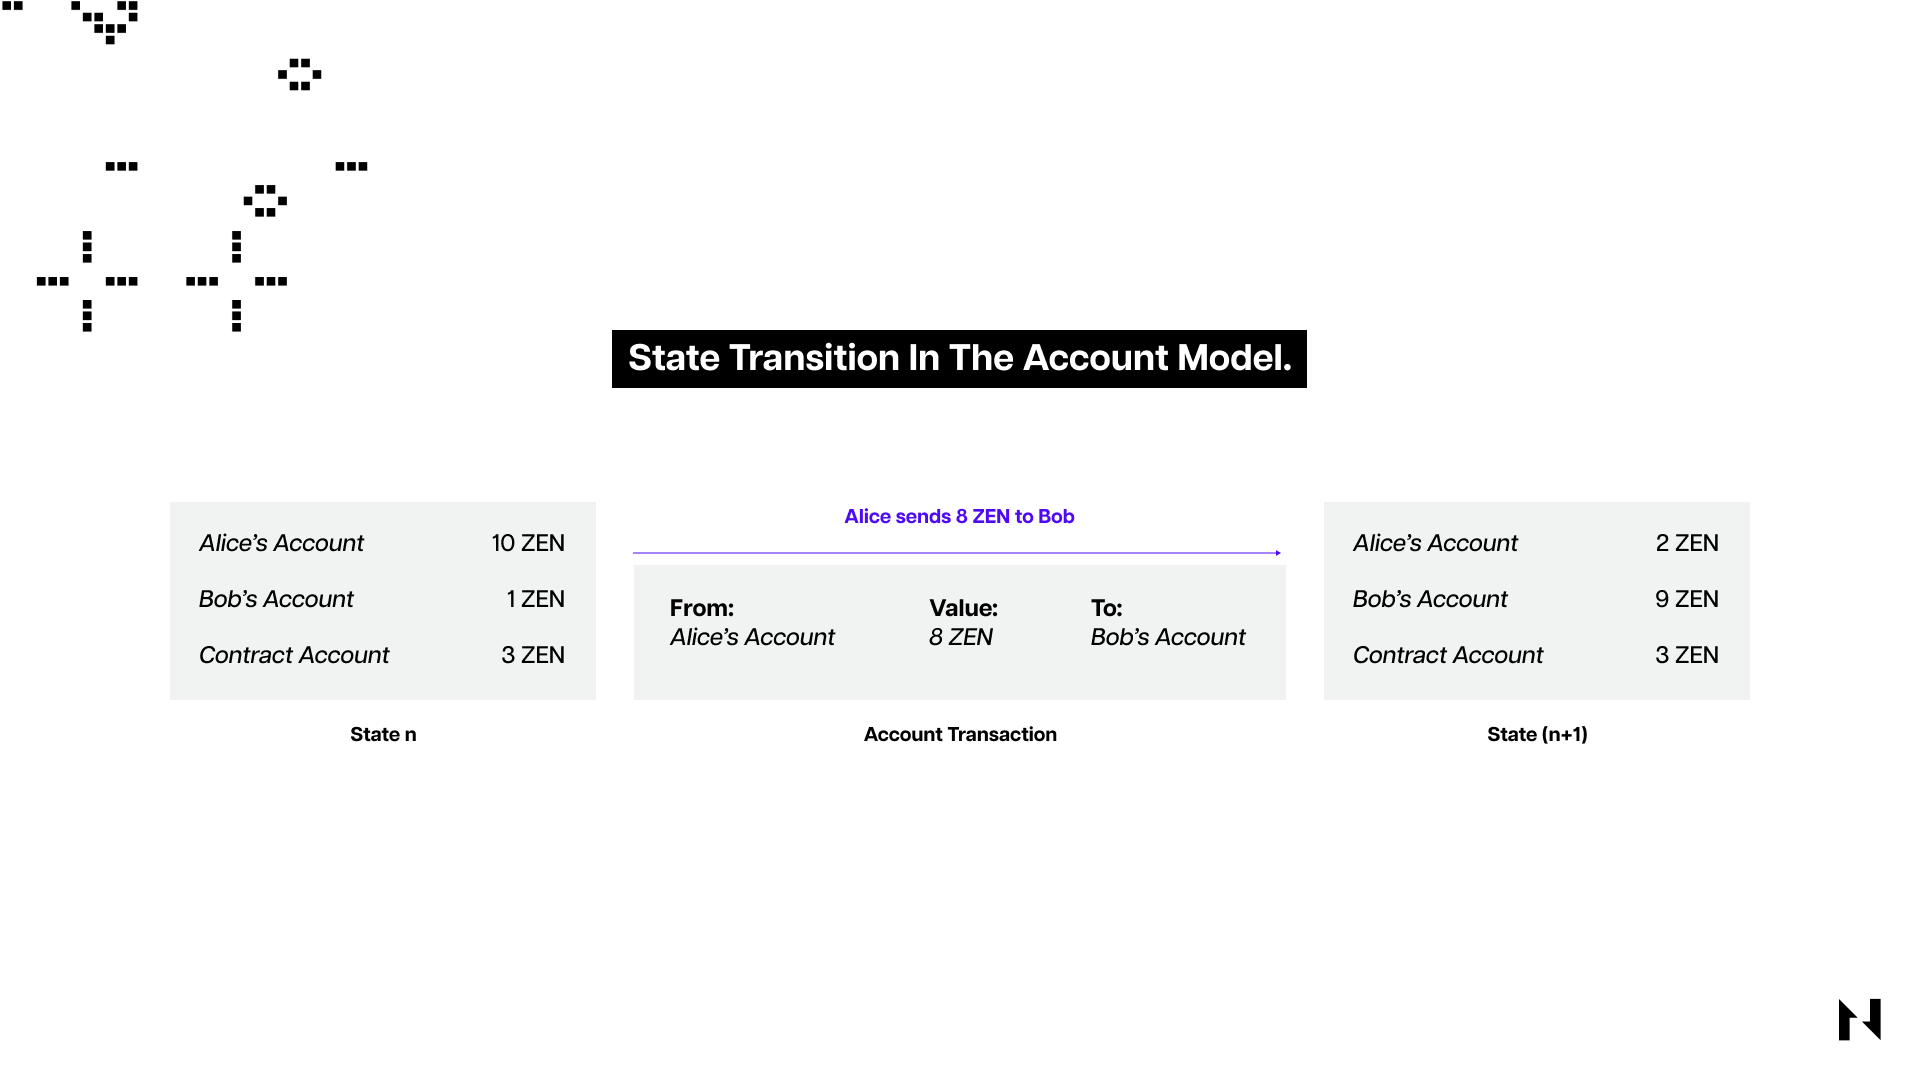 State Transition In The Account Model.
Alice’s Account 10 ZEN
Bob’s Account 1 ZEN
Contract Account 3 ZEN
State n
Alice sends 8 ZEN to Bob
From: Value: To:
Alice’s Account 8 ZEN Bob’s Account
Account Transaction
Alice’s Account 2 ZEN
Bob’s Account 9 ZEN
Contract Account 3 ZEN
State (n+1)